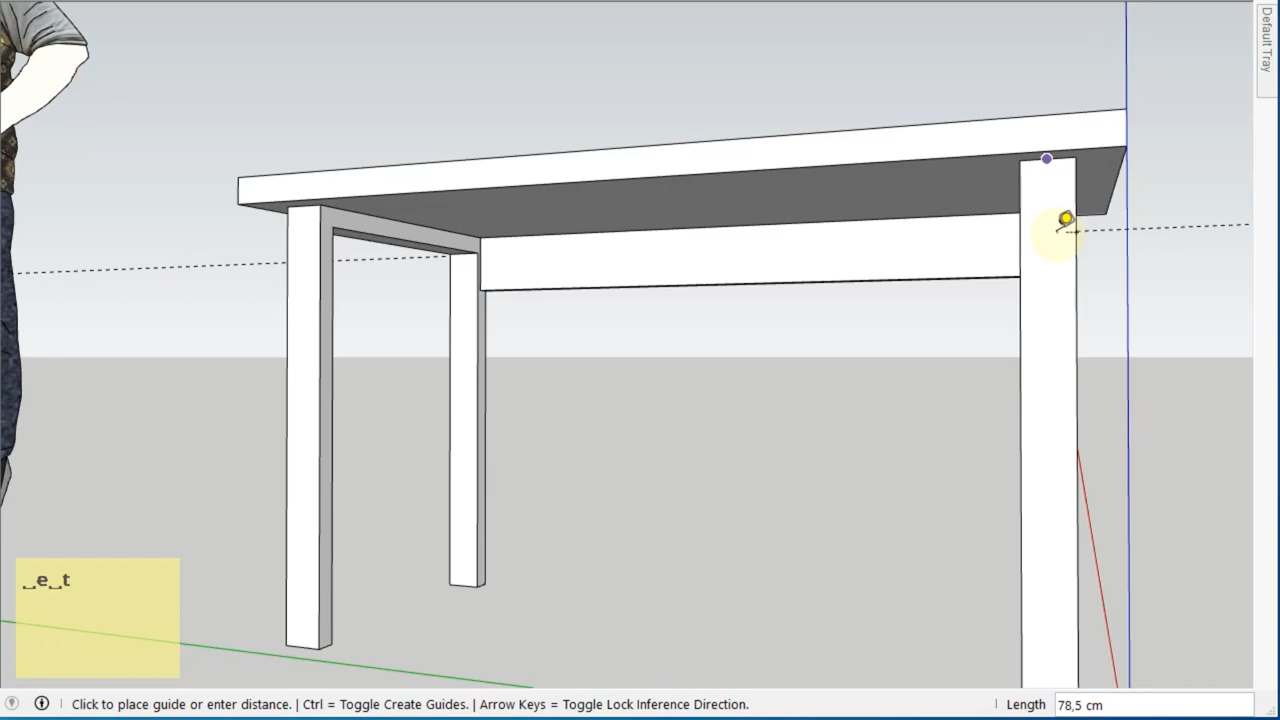 Default Tray
␣e␣t
Click to place guide or enter distance. | Ctrl = Toggle Create Guides. | Arrow Keys = Toggle Lock Inference Direction.
Length 78,5 cm